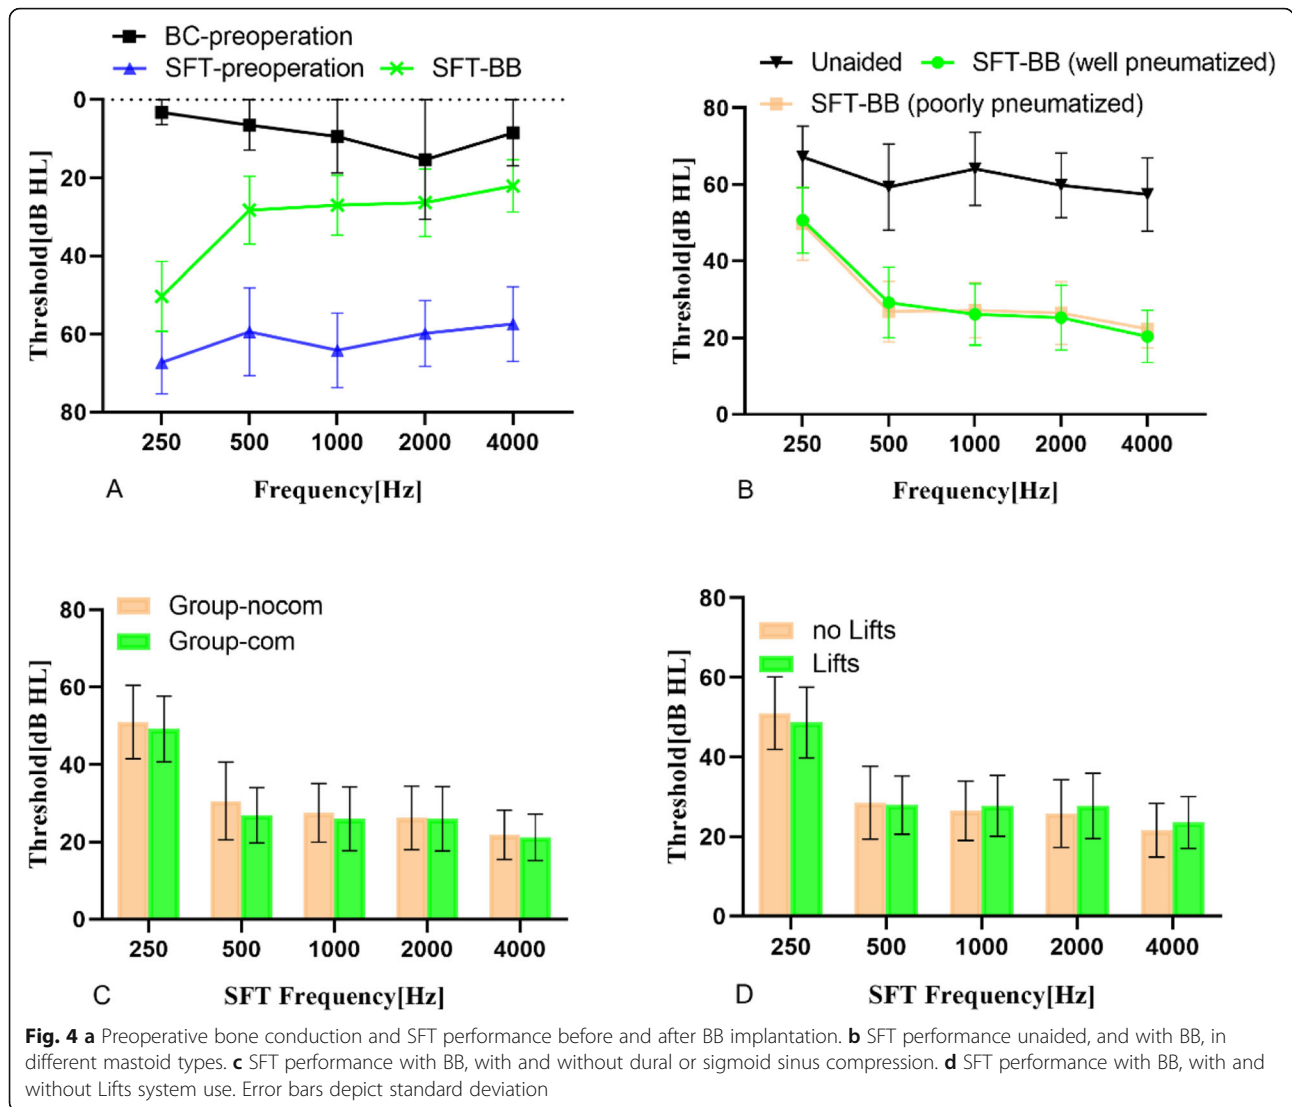 BC-preoperation
SFT-preoperation SFT-BB
0
20
40
60
80
Threshold[dB HL]
250 500 1000 2000 4000
A Frequency[Hz]
Unaided SFT-BB (well pneumatized)
SFT-BB (poorly pneumatized)
80
60
40
20
0
Threshold[dB HL]
250 500 1000 2000 4000
B Frequency[Hz]
Group-nocom
Group-com
80
60
40
20
0
Threshold[dB HL]
250 500 1000 2000 4000
C SFT Frequency[Hz]
no Lifts
Lifts
80
60
40
20
0
Threshold[dB HL]
250 500 1000 2000 4000
D SFT Frequency[Hz]
Fig. 4 a Preoperative bone conduction and SFT performance before and after BB implantation. b SFT performance unaided, and with BB, in
different mastoid types. c SFT performance with BB, with and without dural or sigmoid sinus compression. d SFT performance with BB, with and
without Lifts system use. Error bars depict standard deviation